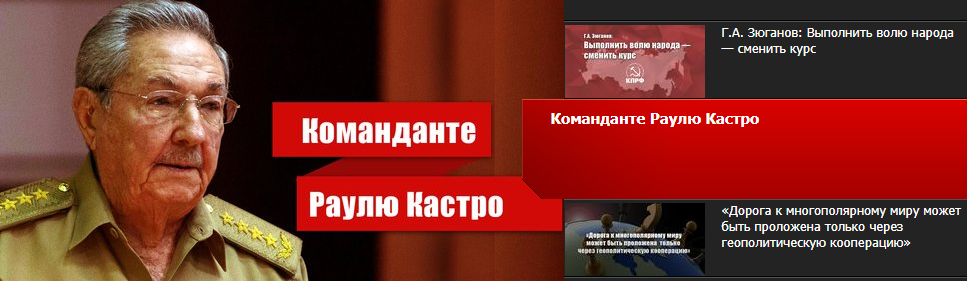 Команданте
Раулю Кастро
Г.А. Зюганов:
Выполнить волю народа —
сменить курс
КПРФ
Г.А. Зюганов: Выполнить волю народа
— сменить курс
Команданте Раулю Кастро
«Дорога к многополярному миру
может быть проложена только
через геополитическую кооперацию»
«Дорога к многополярному миру может
быть проложена только через
геополитическую кооперацию»